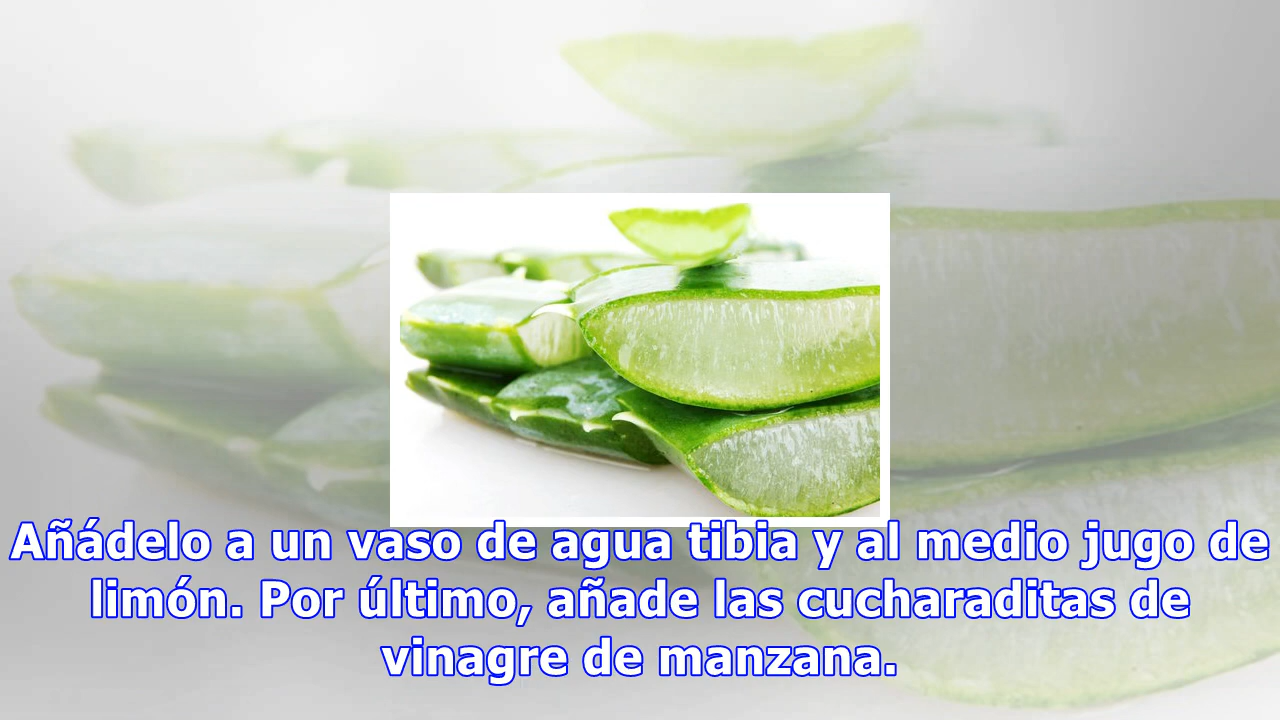 Añádelo a un vaso de agua tibia y al medio jugo de
limón. Por último, añade las cucharaditas de
vinagre de manzana.